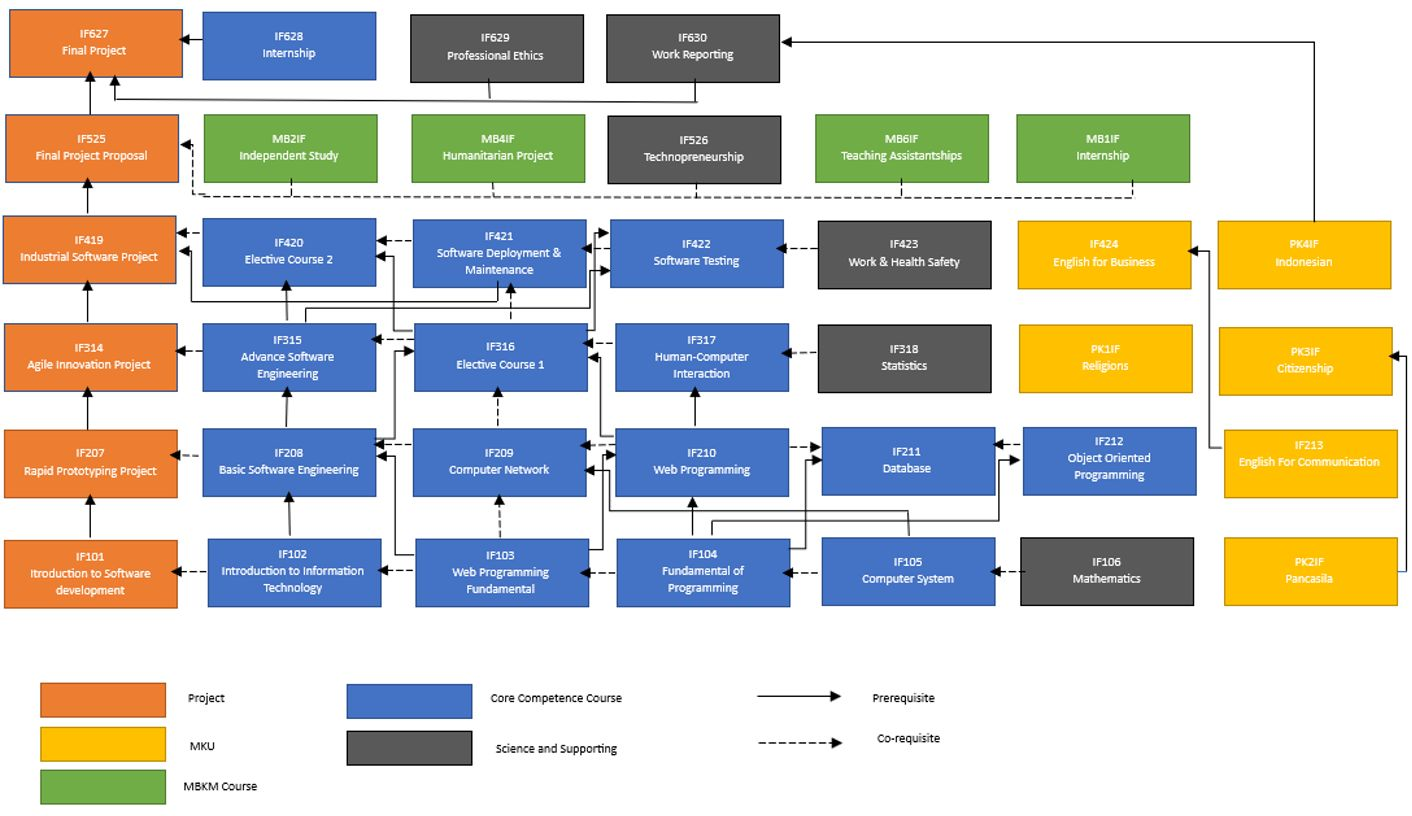 IF627
Final Project
IF628
Internship
IF629
Professional Ethics
IF630
Work Reporting
IF525
Final Project Proposal
MB2IF
Independent Study
MB4IF
Humanitarian Project
IF526
Technopreneurship
MB6IF
Teaching Assistantships
MB1IF
Internship
IF419
Industrial Software Project
IF420
Elective Course 2
IF421
Software Deployment &
Maintenance
IF422
Software Testing
IF423
Work & Health Safety
IF424
English for Business
PK4IF
Indonesian
IF314
Agile Innovation Project
IF315
Advance Software
Engineering
IF316
Elective Course 1
IF317
Human-Computer
Interaction
IF318
Statistics
PK1IF
Religions
PK3IF
Citizenship
IF207
Rapid Prototyping Project
IF208
Basic Software Engineering
IF209
Computer Network
IF210
Web Programming
IF211
Database
IF212
Object Oriented
Programming
IF213
English For Communication
IF101
Itroduction to Software
development
IF102
Introduction to Information
Technology
IF103
Web Programming
Fundamental
IF104
Fundamental of
Programming
IF105
Computer System
IF106
Mathematics
PK2IF
Pancasila
Project
Core Competence Course
Prerequisite
MKU
Science and Supporting
Co-requisite
MBKM Course